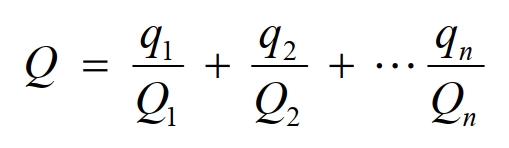 Q = q₁/Q₁ + q₂/Q₂ + ⋯ qₙ/Qₙ